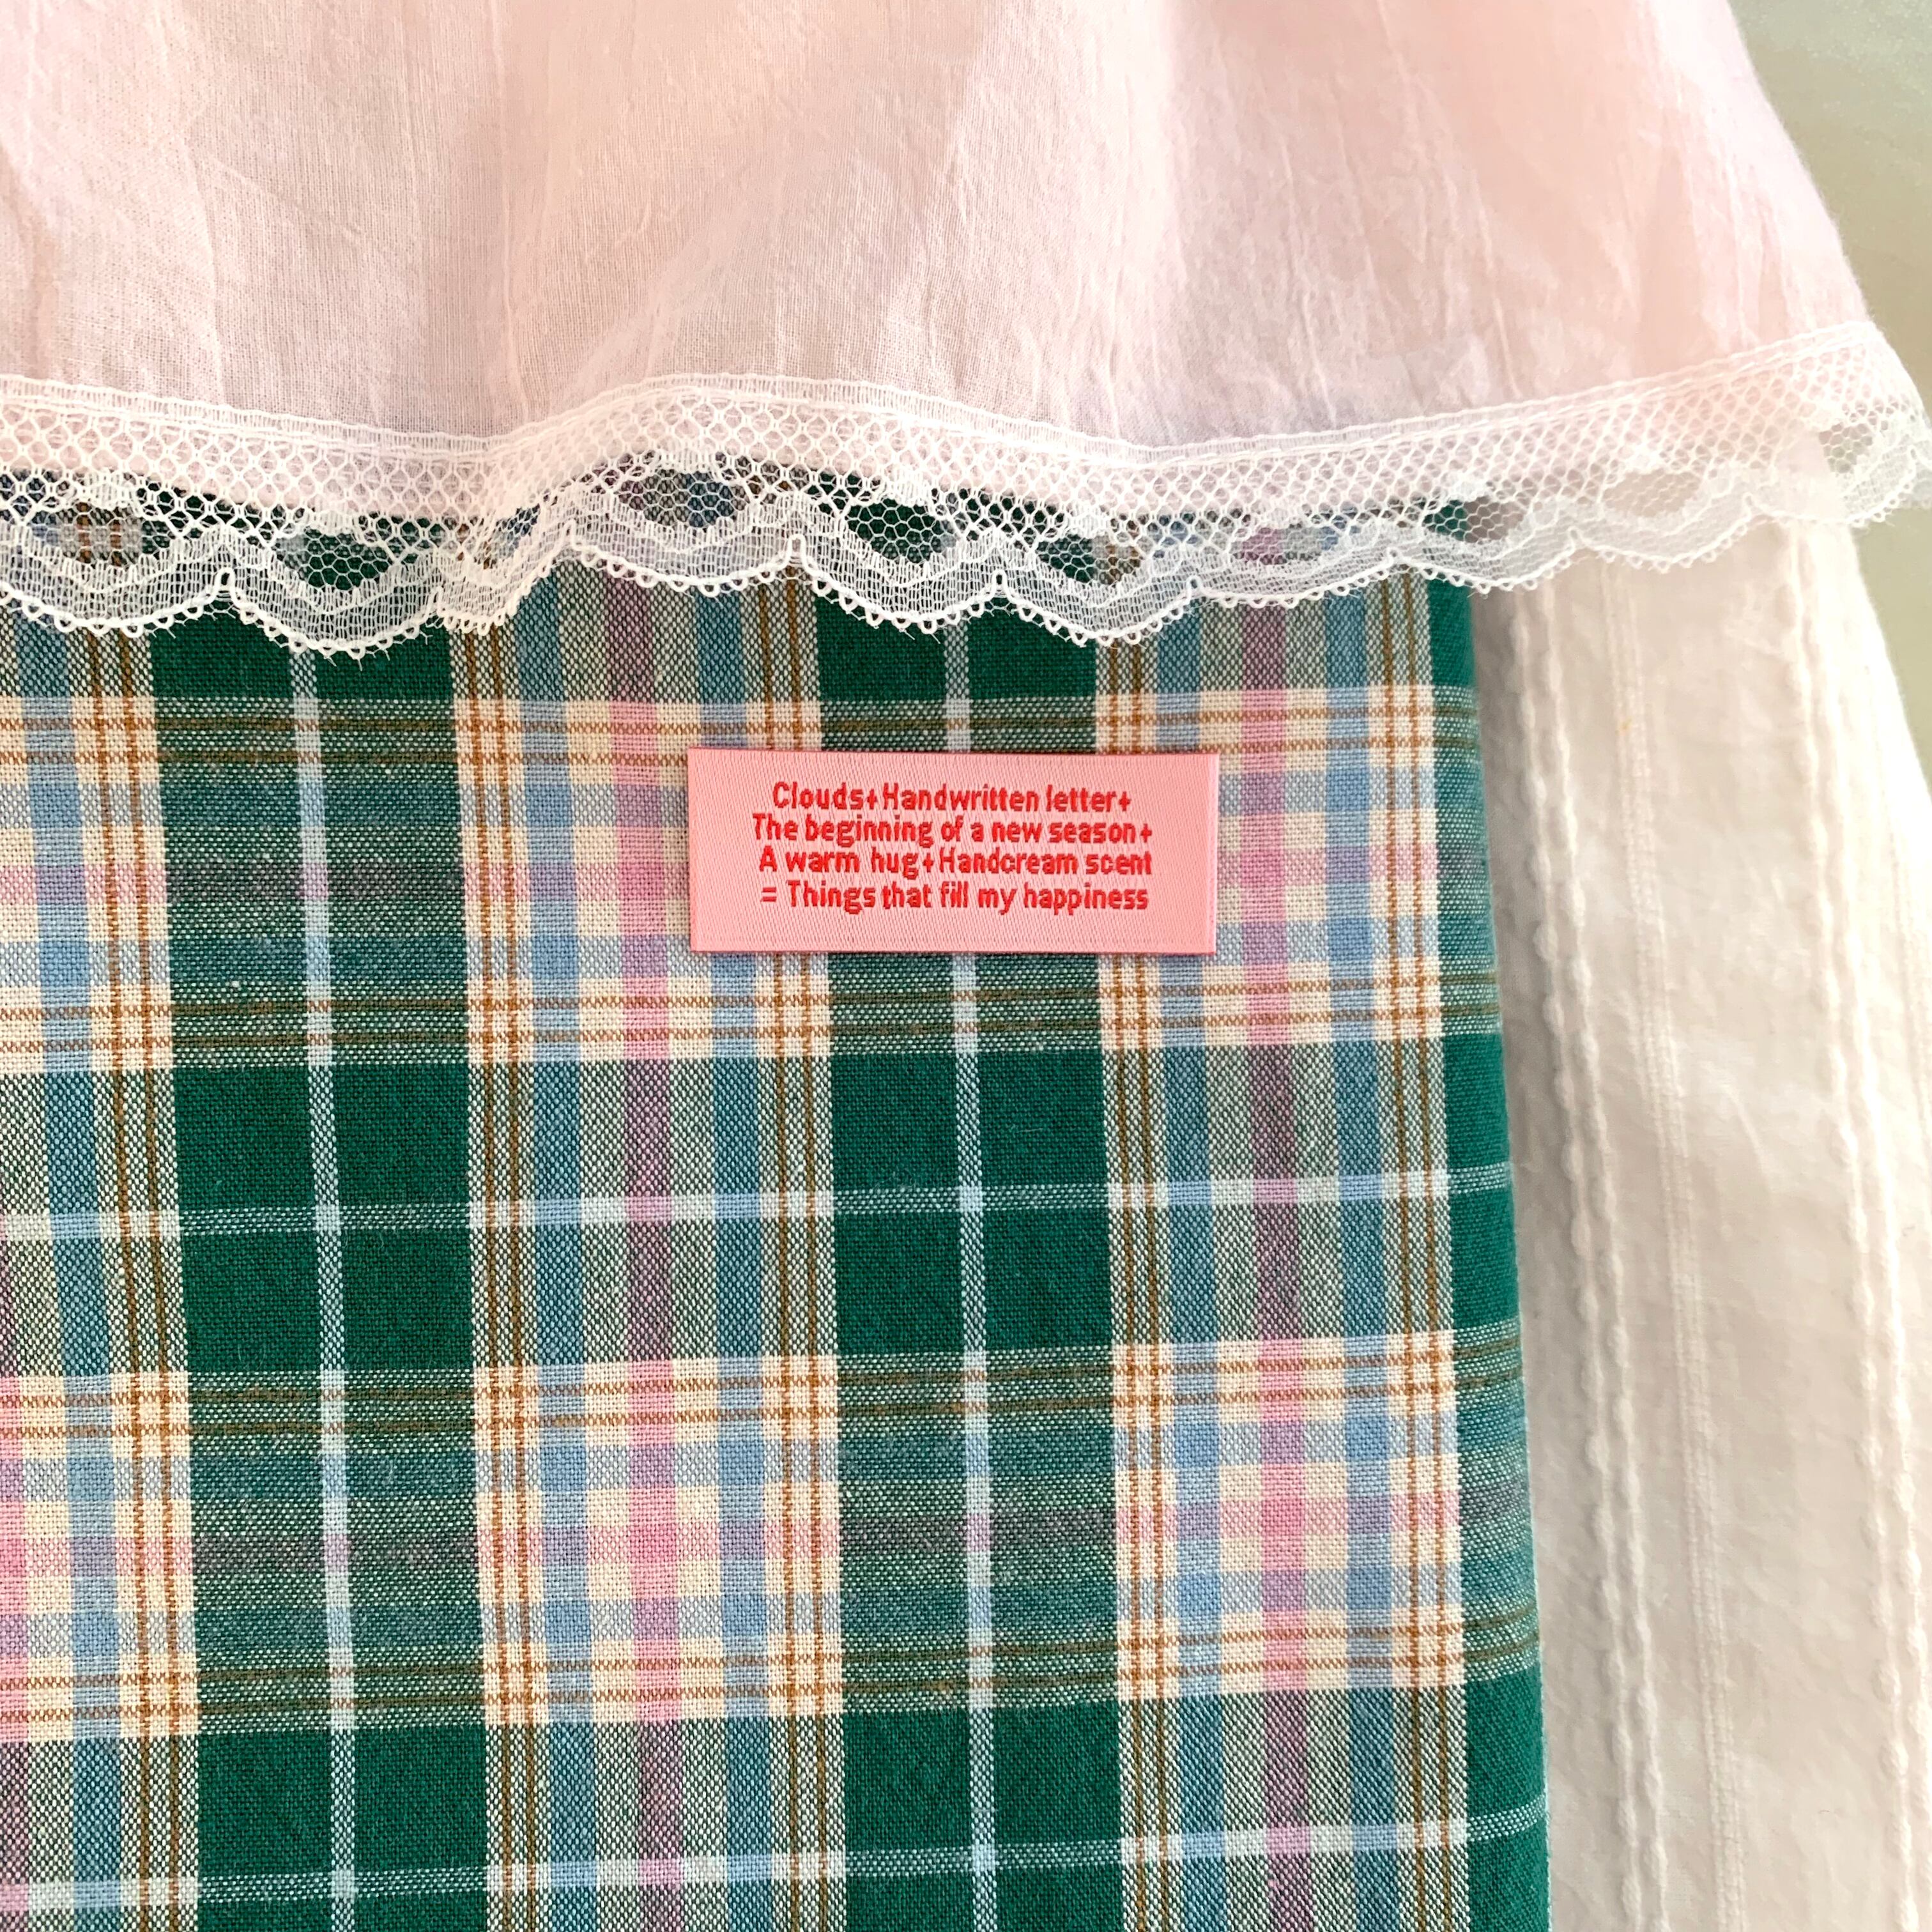 Clouds+Handwritten letter+
The beginning of a new season+
A warm hug+Handcream scent
= Things that fill my happiness